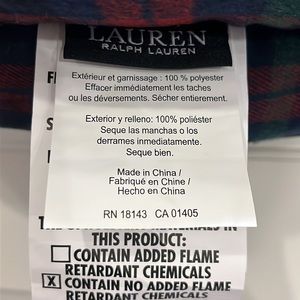 LAUREN
RALPH LAUREN
Extérieur et garnissage : 100 % polyester
Effacer immédiatement les taches
ou les déversements. Sécher entierement.
Exterior y relleno: 100% poliéster
Seque las manchas o los
derrames inmediatamente.
Seque bien.
Made in China /
Fabriqué en Chine /
Hecho en China
RN 18143 CA 01405
THIS PRODUCT:
CONTAIN ADDED FLAME
RETARDANT CHEMICALS
X CONTAIN NO ADDED FLAME
RETARDANT CHEMICALS